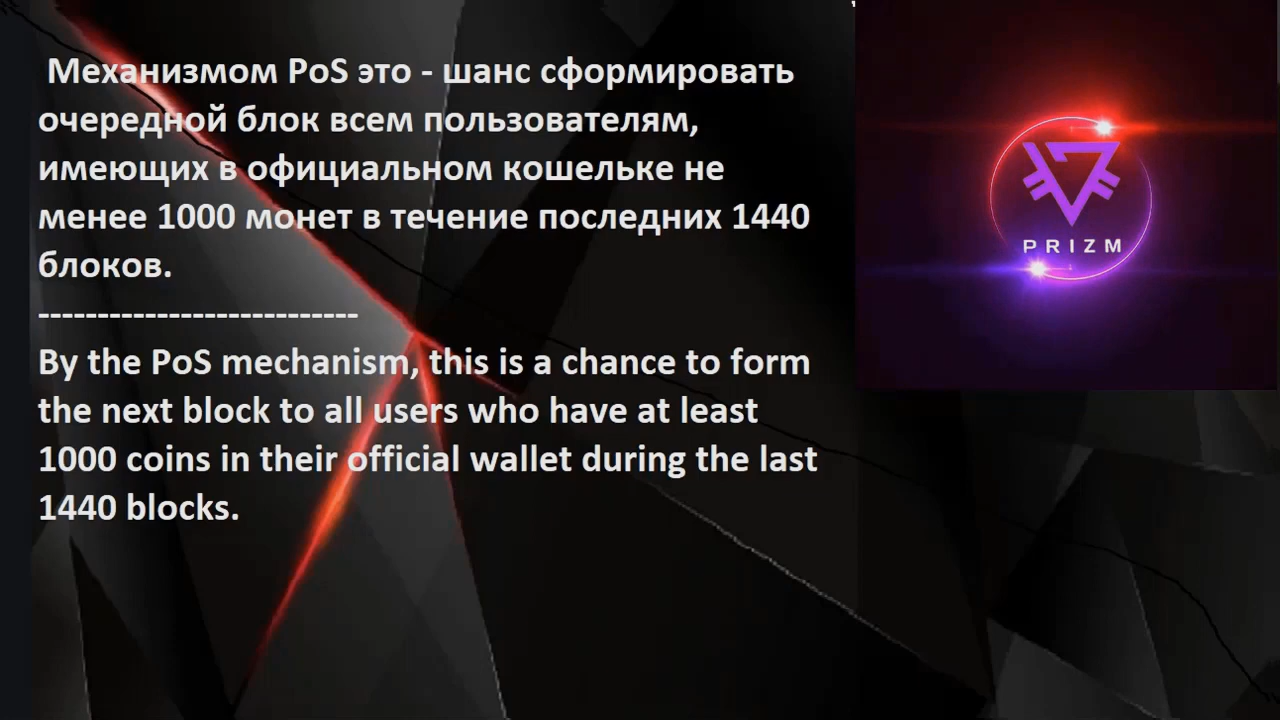 Механизмом PoS это - шанс сформировать
очередной блок всем пользователям,
имеющих в официальном кошельке не
менее 1000 монет в течение последних 1440
блоков.
---------------------------
By the PoS mechanism, this is a chance to form
the next block to all users who have at least
1000 coins in their official wallet during the last
1440 blocks.
PRIZM